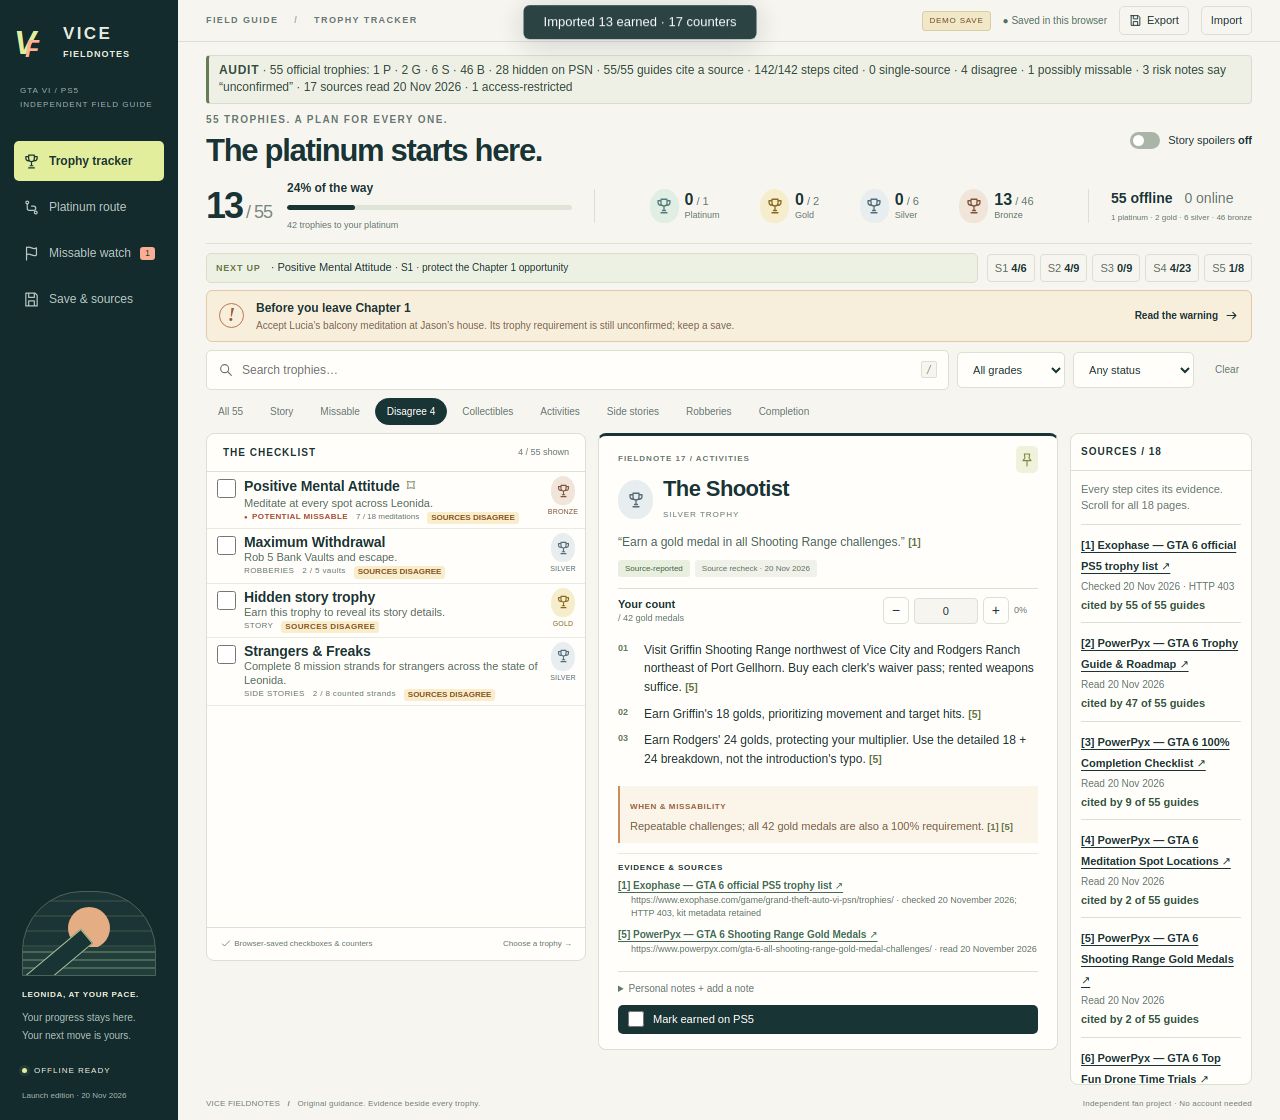 VF
VICE
FIELDNOTES
GTA VI / PS5
INDEPENDENT FIELD GUIDE
Trophy tracker
Platinum route
Missable watch 1
Save & sources
LEONIDA, AT YOUR PACE.
Your progress stays here.
Your next move is yours.
OFFLINE READY
Launch edition · 20 Nov 2026
FIELD GUIDE / TROPHY TRACKER
Imported 13 earned · 17 counters
DEMO SAVE
● Saved in this browser
Export
Import
AUDIT · 55 official trophies: 1 P · 2 G · 6 S · 46 B · 28 hidden on PSN · 55/55 guides cite a source · 142/142 steps cited · 0 single-source · 4 disagree · 1 possibly missable · 3 risk notes say
“unconfirmed” · 17 sources read 20 Nov 2026 · 1 access-restricted
55 TROPHIES. A PLAN FOR EVERY ONE.
The platinum starts here.
Story spoilers off
13 / 55
24% of the way
42 trophies to your platinum
0 / 1
Platinum
0 / 2
Gold
0 / 6
Silver
13 / 46
Bronze
55 offline 0 online
1 platinum · 2 gold · 6 silver · 46 bronze
NEXT UP · Positive Mental Attitude · S1 · protect the Chapter 1 opportunity
S1 4/6
S2 4/9
S3 0/9
S4 4/23
S5 1/8
!
Before you leave Chapter 1
Accept Lucia's balcony meditation at Jason's house. Its trophy requirement is still unconfirmed; keep a save.
Read the warning →
Search trophies…
/
All grades
Any status
Clear
All 55
Story
Missable
Disagree 4
Collectibles
Activities
Side stories
Robberies
Completion
THE CHECKLIST
4 / 55 shown
Positive Mental Attitude
Meditate at every spot across Leonida.
• POTENTIAL MISSABLE 7 / 18 meditations SOURCES DISAGREE
BRONZE
Maximum Withdrawal
Rob 5 Bank Vaults and escape.
ROBBERIES 2 / 5 vaults SOURCES DISAGREE
SILVER
Hidden story trophy
Earn this trophy to reveal its story details.
STORY SOURCES DISAGREE
GOLD
Strangers & Freaks
Complete 8 mission strands for strangers across the state of
Leonida.
SIDE STORIES 2 / 8 counted strands SOURCES DISAGREE
SILVER
Browser-saved checkboxes & counters
Choose a trophy →
FIELDNOTE 17 / ACTIVITIES
The Shootist
SILVER TROPHY
“Earn a gold medal in all Shooting Range challenges.” [1]
Source-reported
Source recheck · 20 Nov 2026
Your count
/ 42 gold medals
−
0
+
0%
01 Visit Griffin Shooting Range northwest of Vice City and Rodgers Ranch
northeast of Port Gellhorn. Buy each clerk's waiver pass; rented weapons
suffice. [5]
02 Earn Griffin's 18 golds, prioritizing movement and target hits. [5]
03 Earn Rodgers' 24 golds, protecting your multiplier. Use the detailed 18 +
24 breakdown, not the introduction's typo. [5]
WHEN & MISSABILITY
Repeatable challenges; all 42 gold medals are also a 100% requirement. [1] [5]
EVIDENCE & SOURCES
[1] Exophase — GTA 6 official PS5 trophy list ↗
https://www.exophase.com/game/grand-theft-auto-vi-psn/trophies/ · checked 20 November 2026;
HTTP 403, kit metadata retained
[5] PowerPyx — GTA 6 Shooting Range Gold Medals ↗
https://www.powerpyx.com/gta-6-all-shooting-range-gold-medal-challenges/ · read 20 November 2026
▶ Personal notes + add a note
Mark earned on PS5
SOURCES / 18
Every step cites its evidence.
Scroll for all 18 pages.
[1] Exophase — GTA 6 official
PS5 trophy list ↗
Checked 20 Nov 2026 · HTTP 403
cited by 55 of 55 guides
[2] PowerPyx — GTA 6 Trophy
Guide & Roadmap ↗
Read 20 Nov 2026
cited by 47 of 55 guides
[3] PowerPyx — GTA 6 100%
Completion Checklist ↗
Read 20 Nov 2026
cited by 9 of 55 guides
[4] PowerPyx — GTA 6
Meditation Spot Locations ↗
Read 20 Nov 2026
cited by 2 of 55 guides
[5] PowerPyx — GTA 6
Shooting Range Gold Medals
↗
Read 20 Nov 2026
cited by 2 of 55 guides
[6] PowerPyx — GTA 6 Top
Fun Drone Time Trials ↗
VICE FIELDNOTES / Original guidance. Evidence beside every trophy.
Independent fan project · No account needed